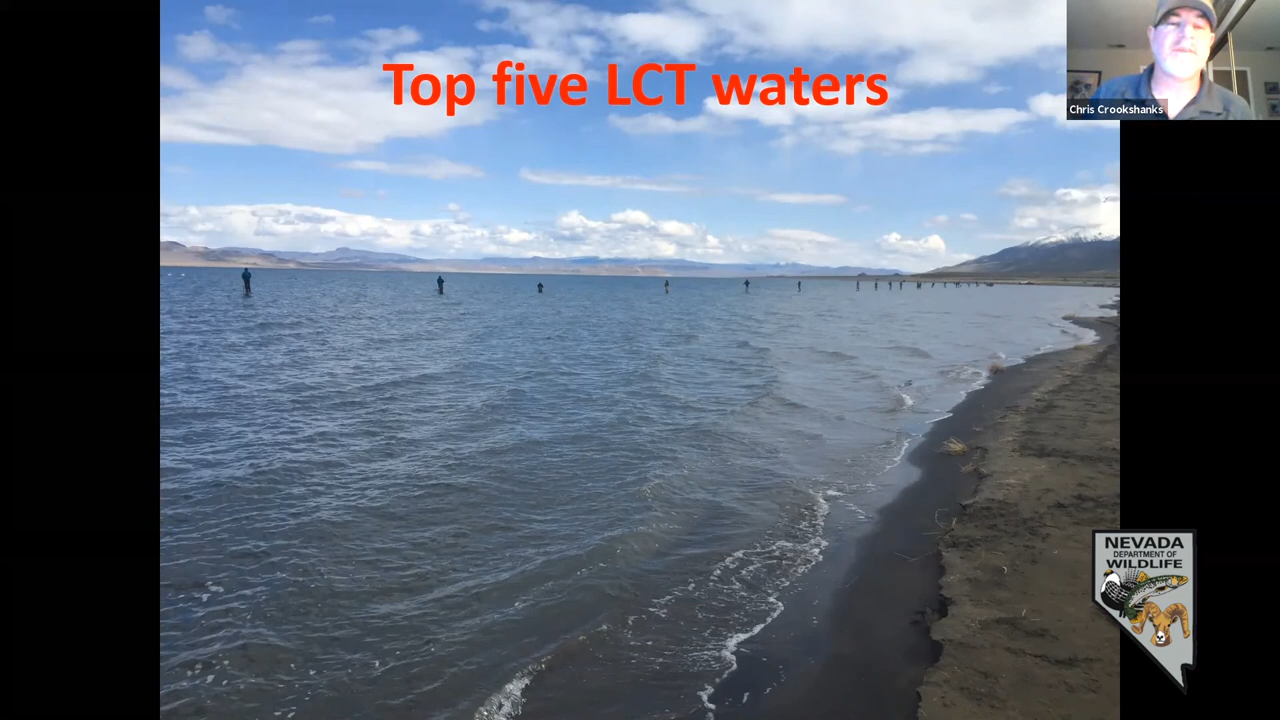 Top five LCT waters
Chris Crookshanks
NEVADA
DEPARTMENT OF
WILDLIFE